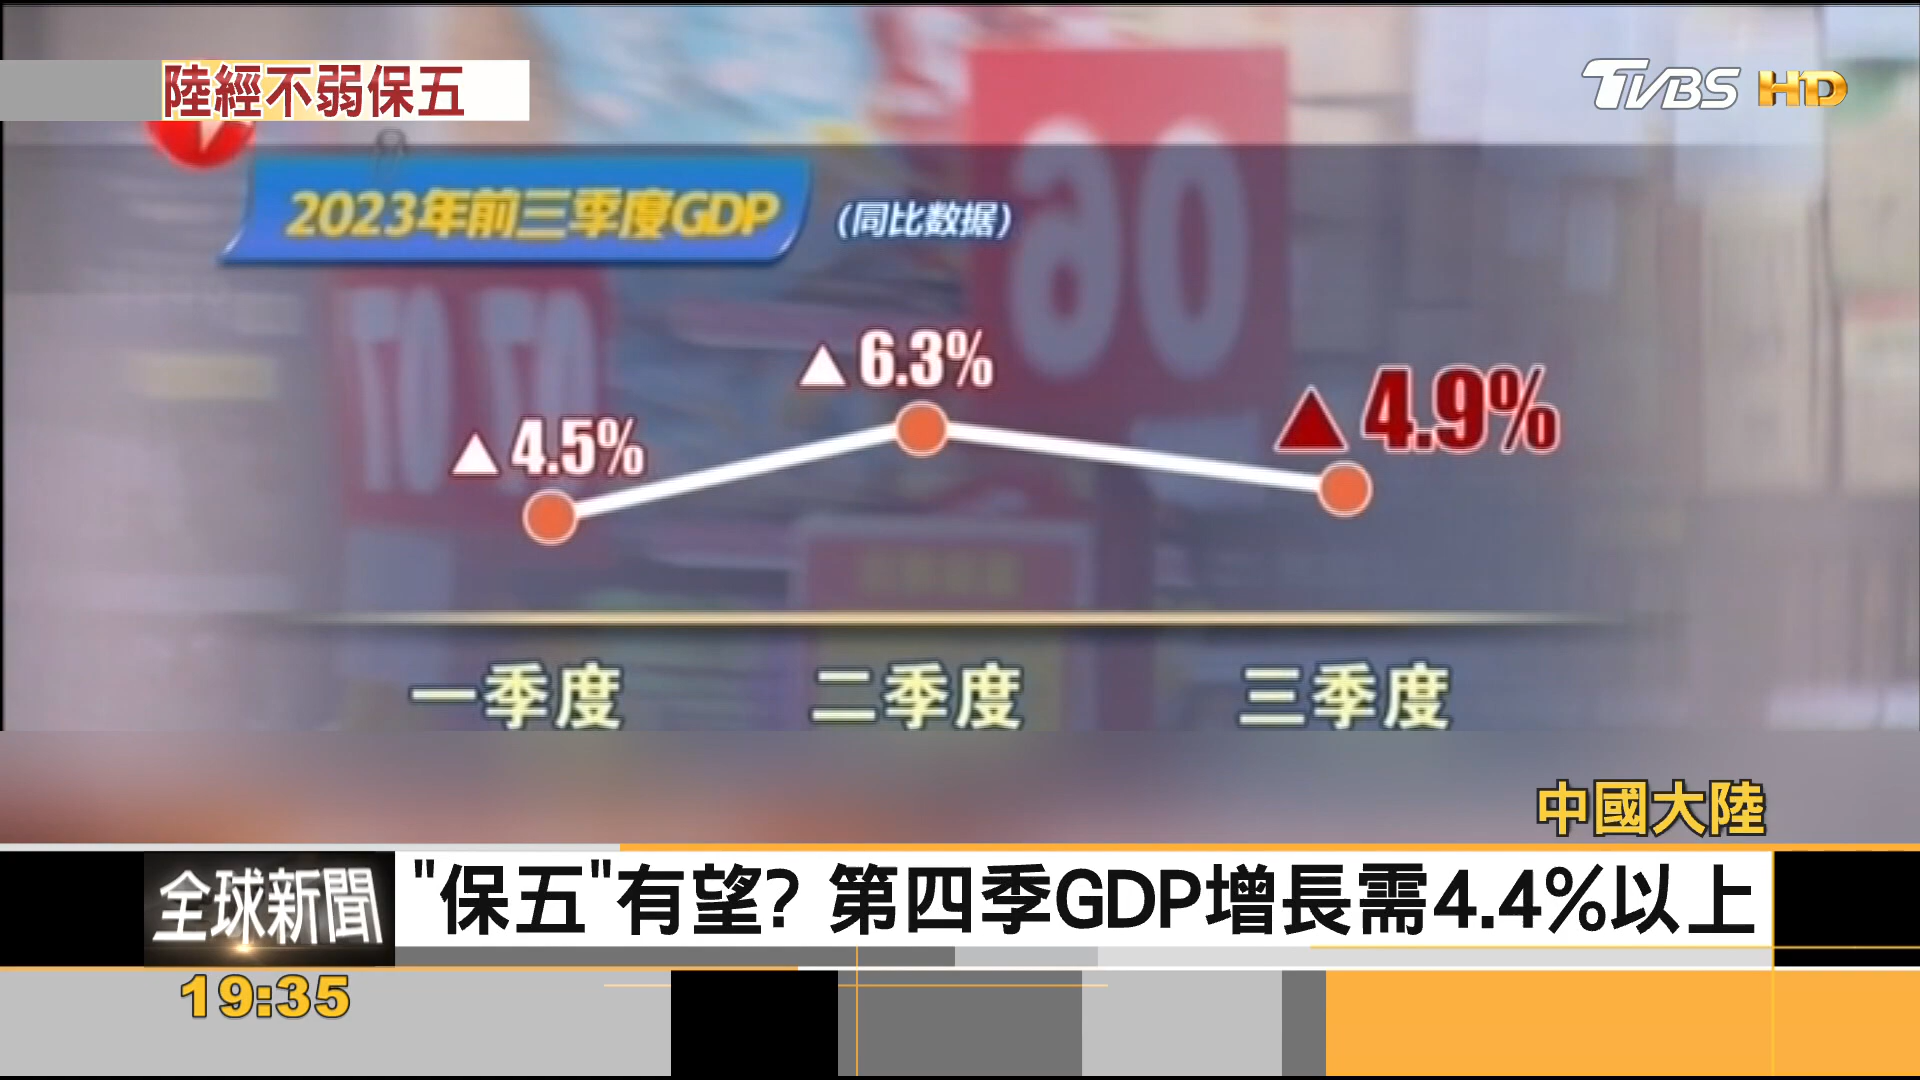 陸經不弱保五
TVBS HD
2023年前三季度GDP
(同比数据)
90
▲4.5%
▲6.3%
▲4.9%
一季度
二季度
三季度
中國大陸
全球新聞
"保五"有望? 第四季GDP增長需4.4%以上
19:35